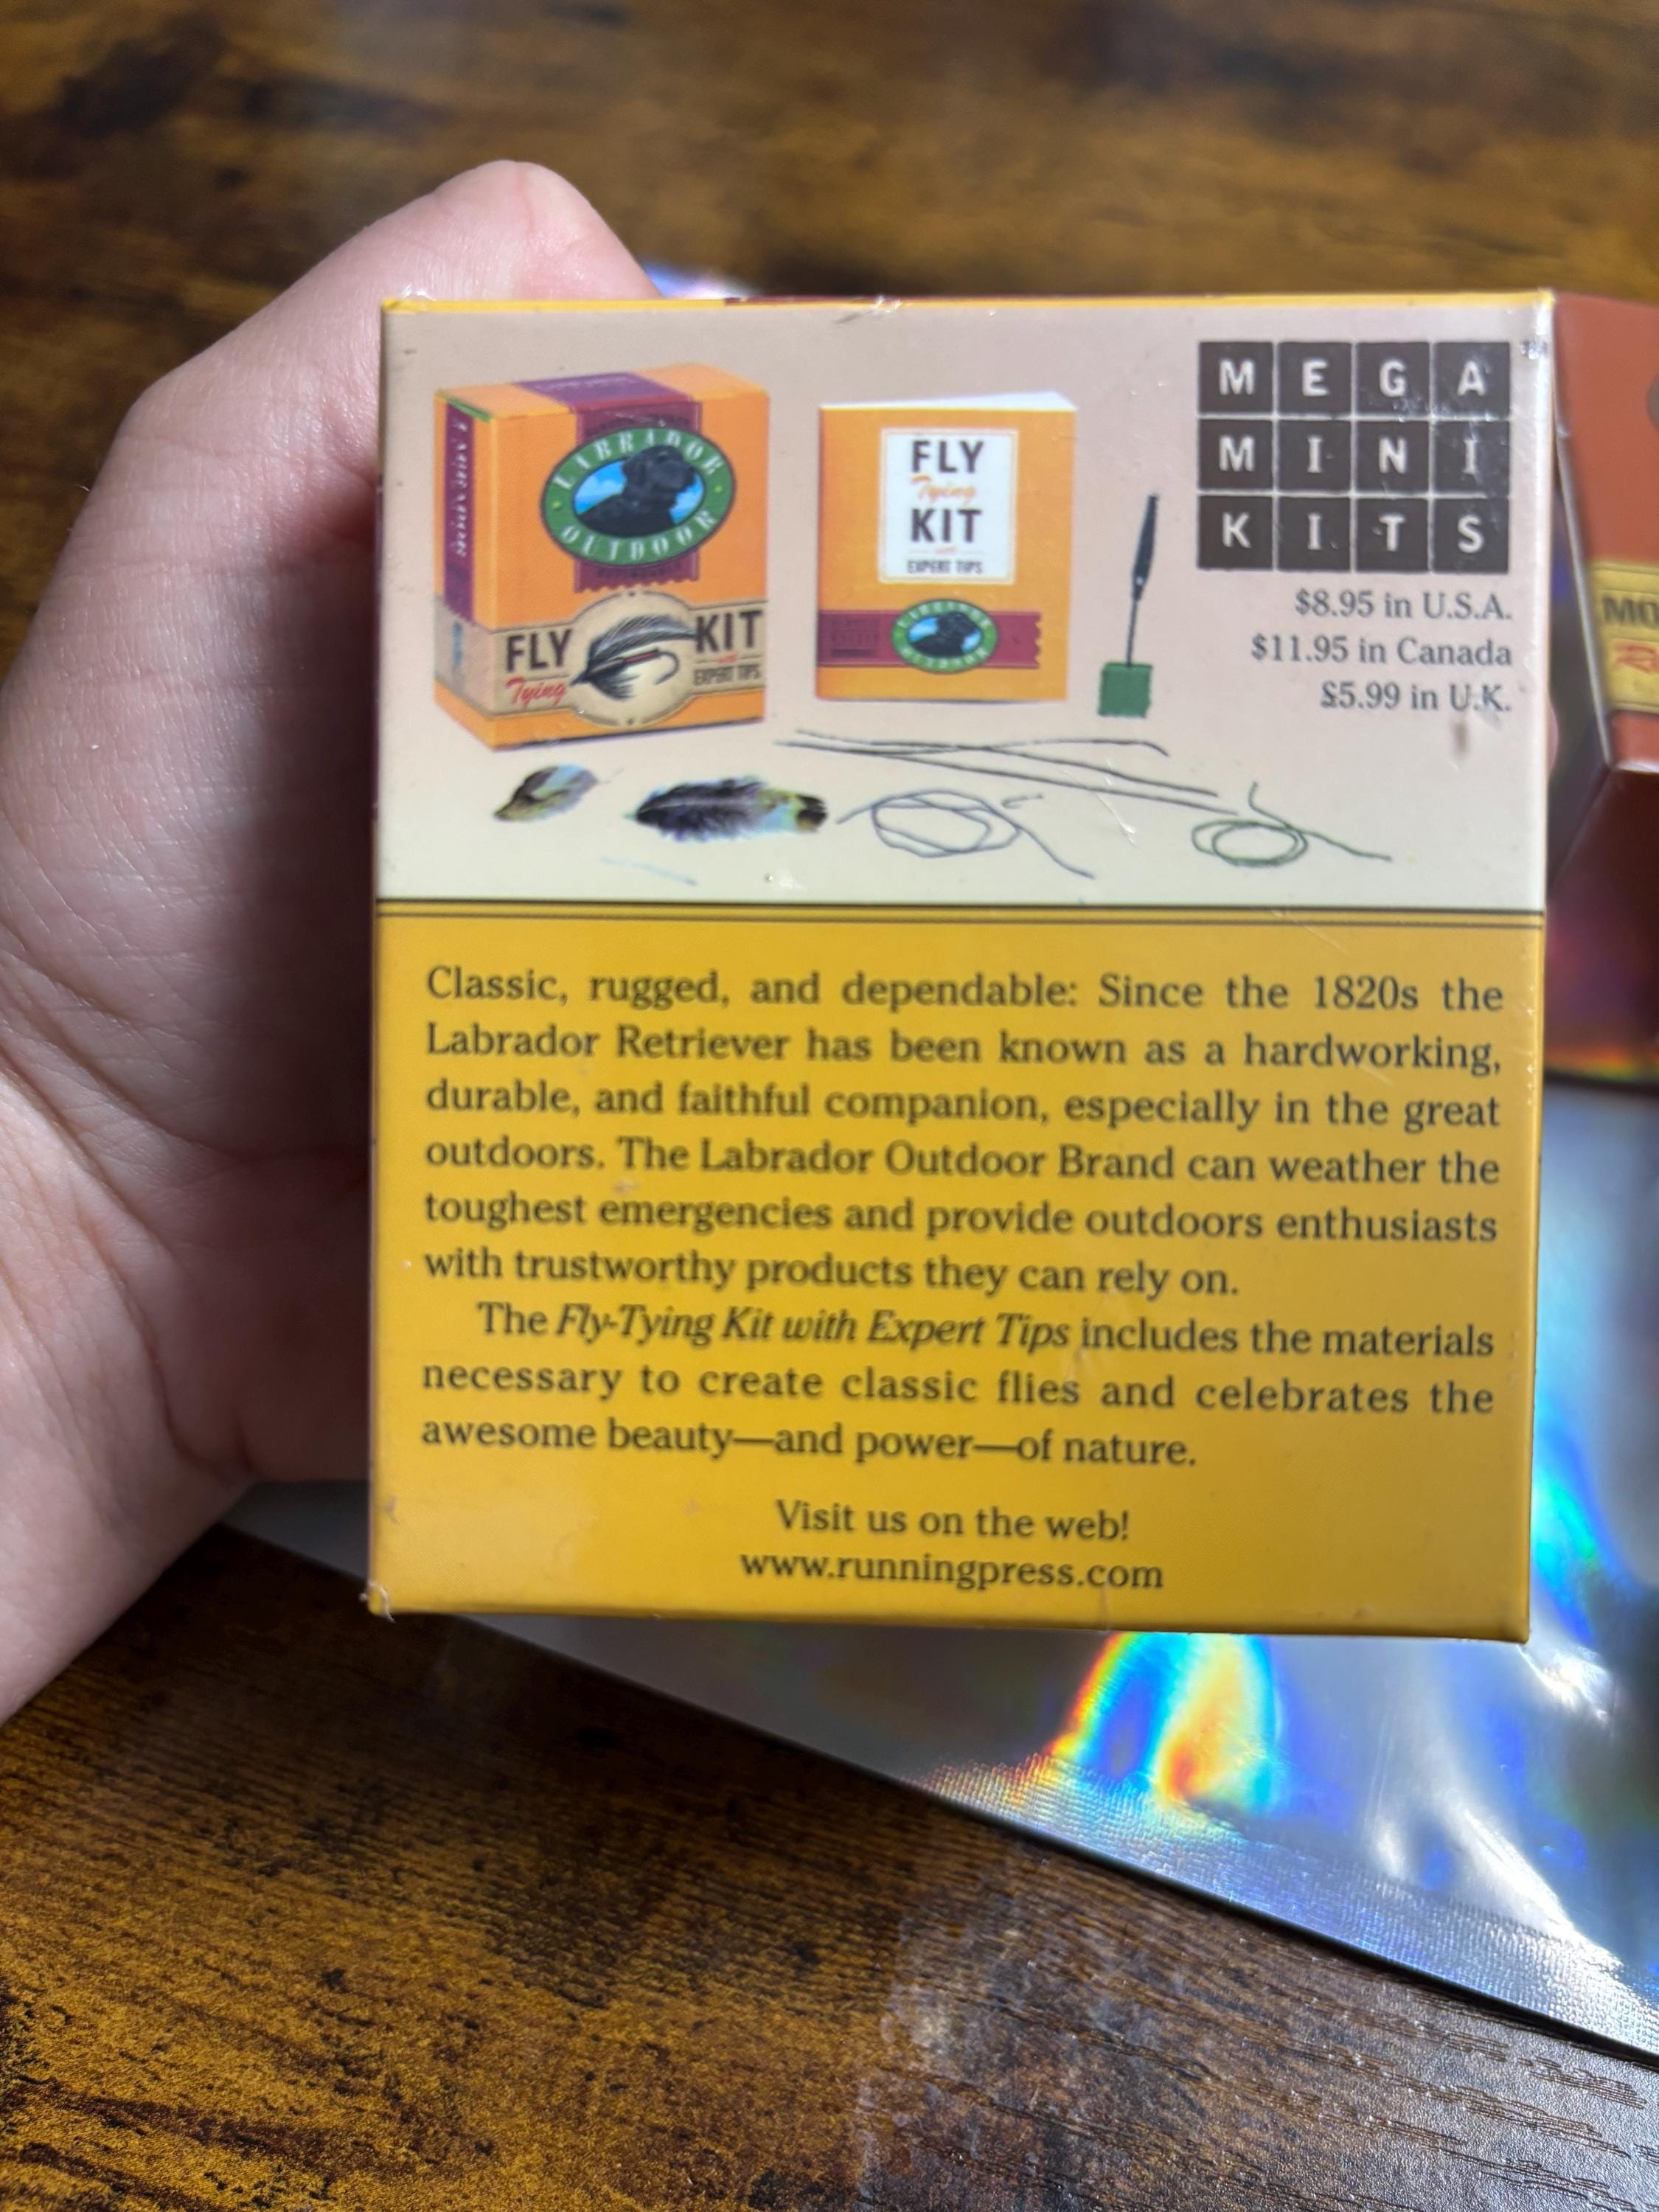 LABRADOR
OUTDOOR
FLY
Tying
KIT
EXPERT TIPS
FLY
Tying
KIT
with
EXPERT TIPS
MEGA
MINI
KITS
$8.95 in U.S.A.
$11.95 in Canada
£5.99 in U.K.
MO
Classic, rugged, and dependable: Since the 1820s the
Labrador Retriever has been known as a hardworking,
durable, and faithful companion, especially in the great
outdoors. The Labrador Outdoor Brand can weather the
toughest emergencies and provide outdoors enthusiasts
with trustworthy products they can rely on.
The Fly-Tying Kit with Expert Tips includes the materials
necessary to create classic flies and celebrates the
awesome beauty—and power—of nature.
Visit us on the web!
www.runningpress.com